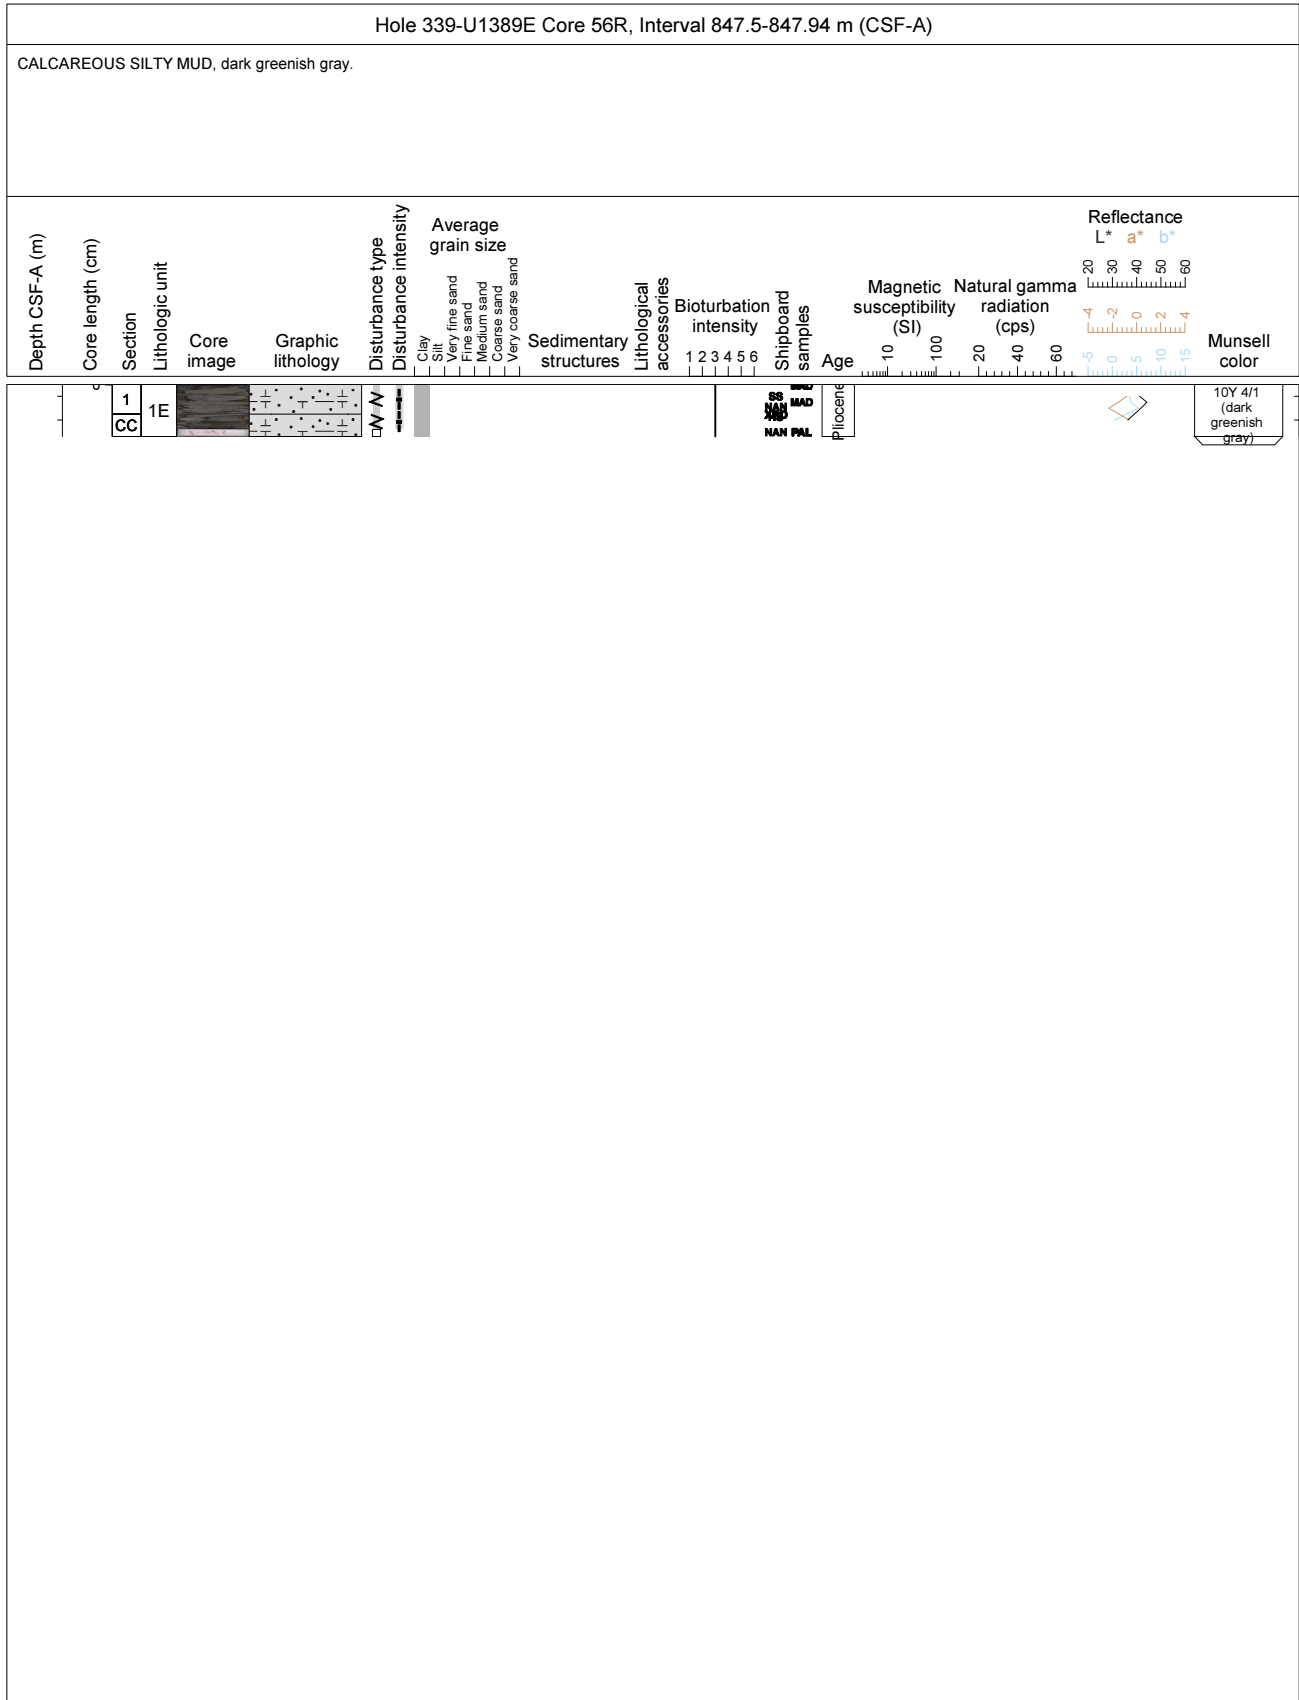 Hole 339-U1389E Core 56R, Interval 847.5-847.94 m (CSF-A)
CALCAREOUS SILTY MUD, dark greenish gray.
Depth CSF-A (m)
Core length (cm)
Section
Lithologic unit
Core
image
Graphic
lithology
Disturbance type
Disturbance intensity
Average
grain size
Clay
Silt
Very fine sand
Fine sand
Medium sand
Coarse sand
Very coarse sand
Sedimentary
structures
Lithological
accessories
Bioturbation
intensity
1 2 3 4 5 6
Shipboard
samples
Age
Magnetic
susceptibility
(SI)
10 100
Natural gamma
radiation
(cps)
20 40 60
Reflectance
L* a* b*
20 30 40 50 60
-4 -2 0 2 4
-5 0 5 10 15
Munsell
color
0
1
CC
1E
SS
NAN
MAD
NAN PAL
Pliocene
10Y 4/1
(dark
greenish
gray)